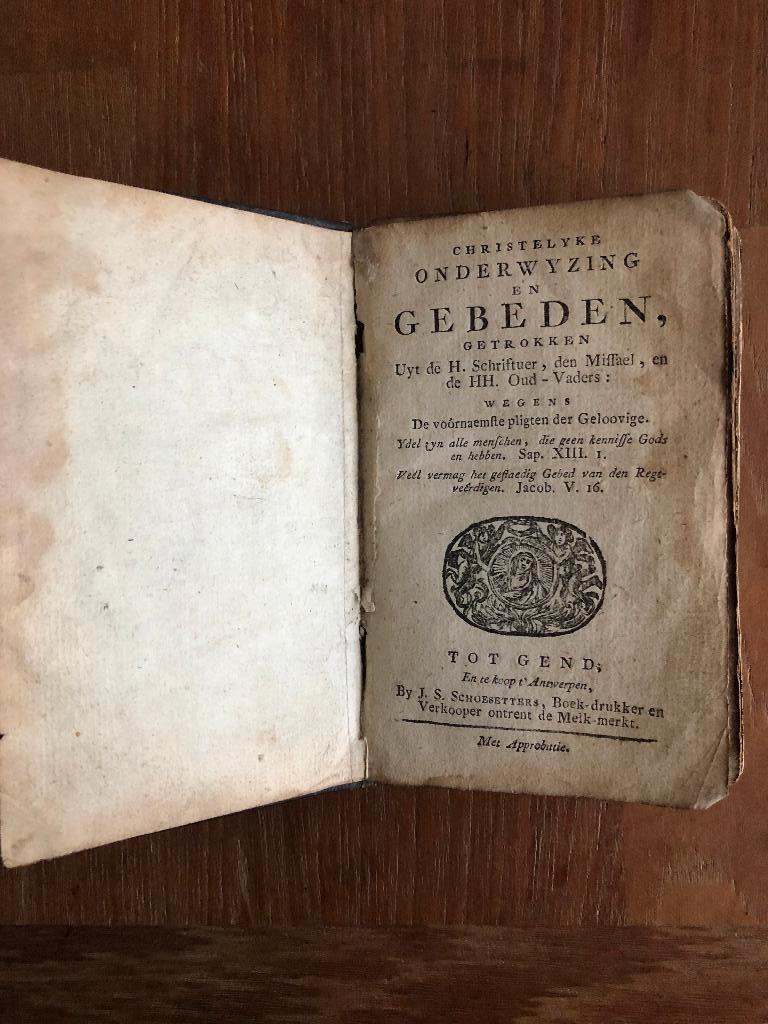 CHRISTELYKE
ONDERWYZING
EN
GEBEDEN,
GETROKKEN
Uyt de H. Schriftuer, den Miſſael, en
de HH. Oud-Vaders:
WEGENS
De voórnaemſte pligten der Geloovige.
Ydel zyn alle menſchen, die geen kenniſſe Gods
en hebben. Sap. XIII. 1.
Veél vermag het geſtaedig Gebed van den Regt-
veérdigen. Jacob. V. 16.
TOT GEND,
En te koop t'Antwerpen,
By J. S. SCHOESETTERS, Boek-drukker en
Verkooper ontrent de Melk-merkt.
Met Approbatie.